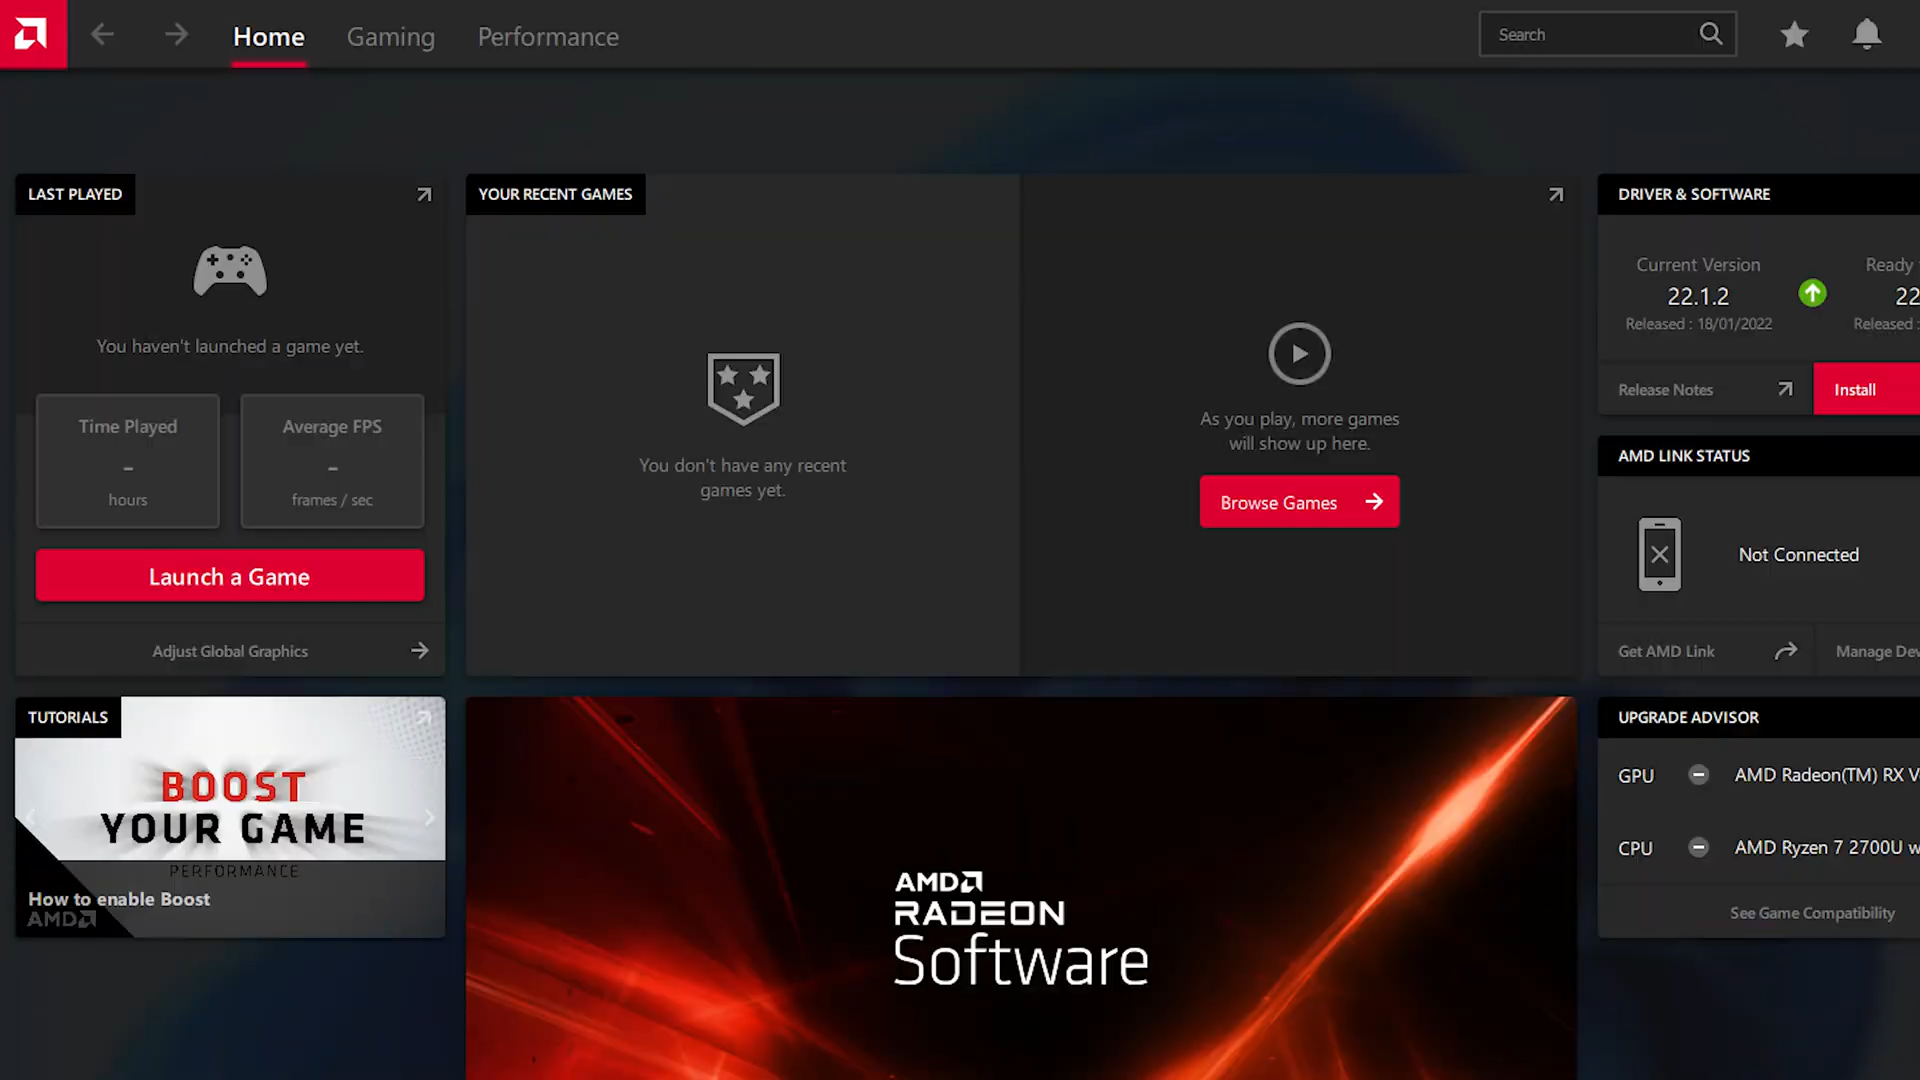 Home
Gaming
Performance
Search
LAST PLAYED
You haven't launched a game yet.
Time Played
-
hours
Average FPS
-
frames / sec
Launch a Game
Adjust Global Graphics
YOUR RECENT GAMES
You don't have any recent
games yet.
As you play, more games
will show up here.
Browse Games
DRIVER & SOFTWARE
Current Version
22.1.2
Released : 18/01/2022
Ready
22
Released :
Release Notes
Install
AMD LINK STATUS
Not Connected
Get AMD Link
Manage Dev
TUTORIALS
BOOST
YOUR GAME
PERFORMANCE
How to enable Boost
AMD
AMD
RADEON
Software
UPGRADE ADVISOR
GPU
AMD Radeon(TM) RX V
CPU
AMD Ryzen 7 2700U w
See Game Compatibility